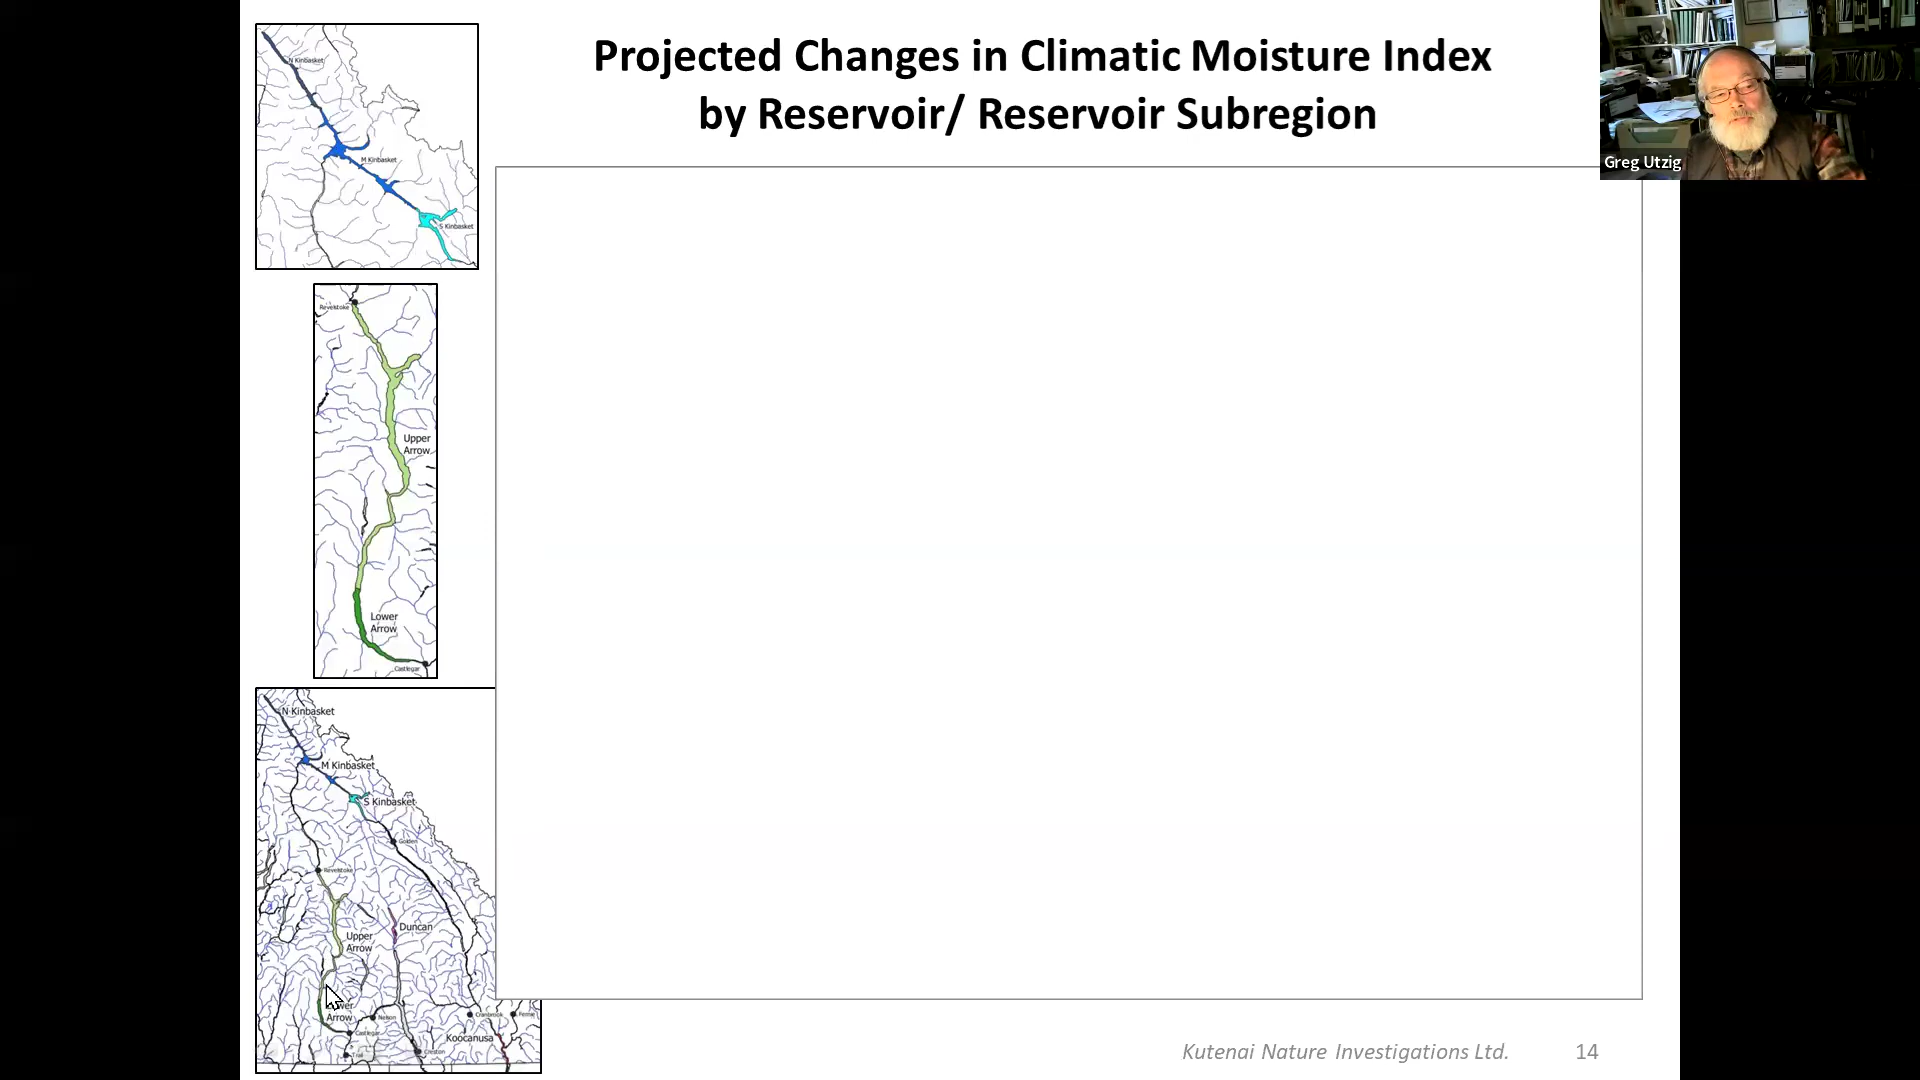 Projected Changes in Climatic Moisture Index
by Reservoir/ Reservoir Subregion
Greg Utzig
N Kinbasket
M Kinbasket
S Kinbasket
Revelstoke
Upper
Arrow
Lower
Arrow
Castlegar
N Kinbasket
M Kinbasket
S Kinbasket
Golden
Revelstoke
Duncan
Upper
Arrow
Arrow
Nelson
Castlegar
Trail
Creston
Cranbrook
Fernie
Koocanusa
Kutenai Nature Investigations Ltd.
14